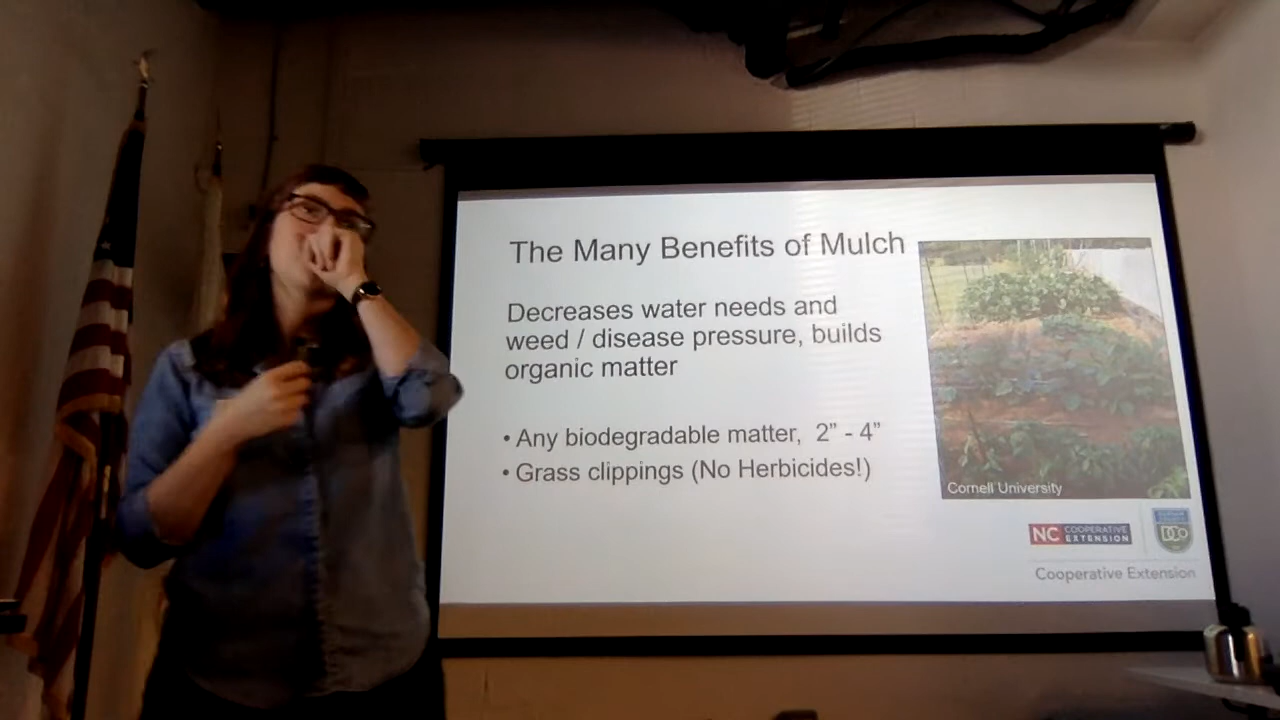 The Many Benefits of Mulch
Decreases water needs and
weed / disease pressure, builds
organic matter
• Any biodegradable matter,  2” - 4”
• Grass clippings (No Herbicides!)
Cornell University
NC COOPERATIVE
EXTENSION
DCO
Cooperative Extension